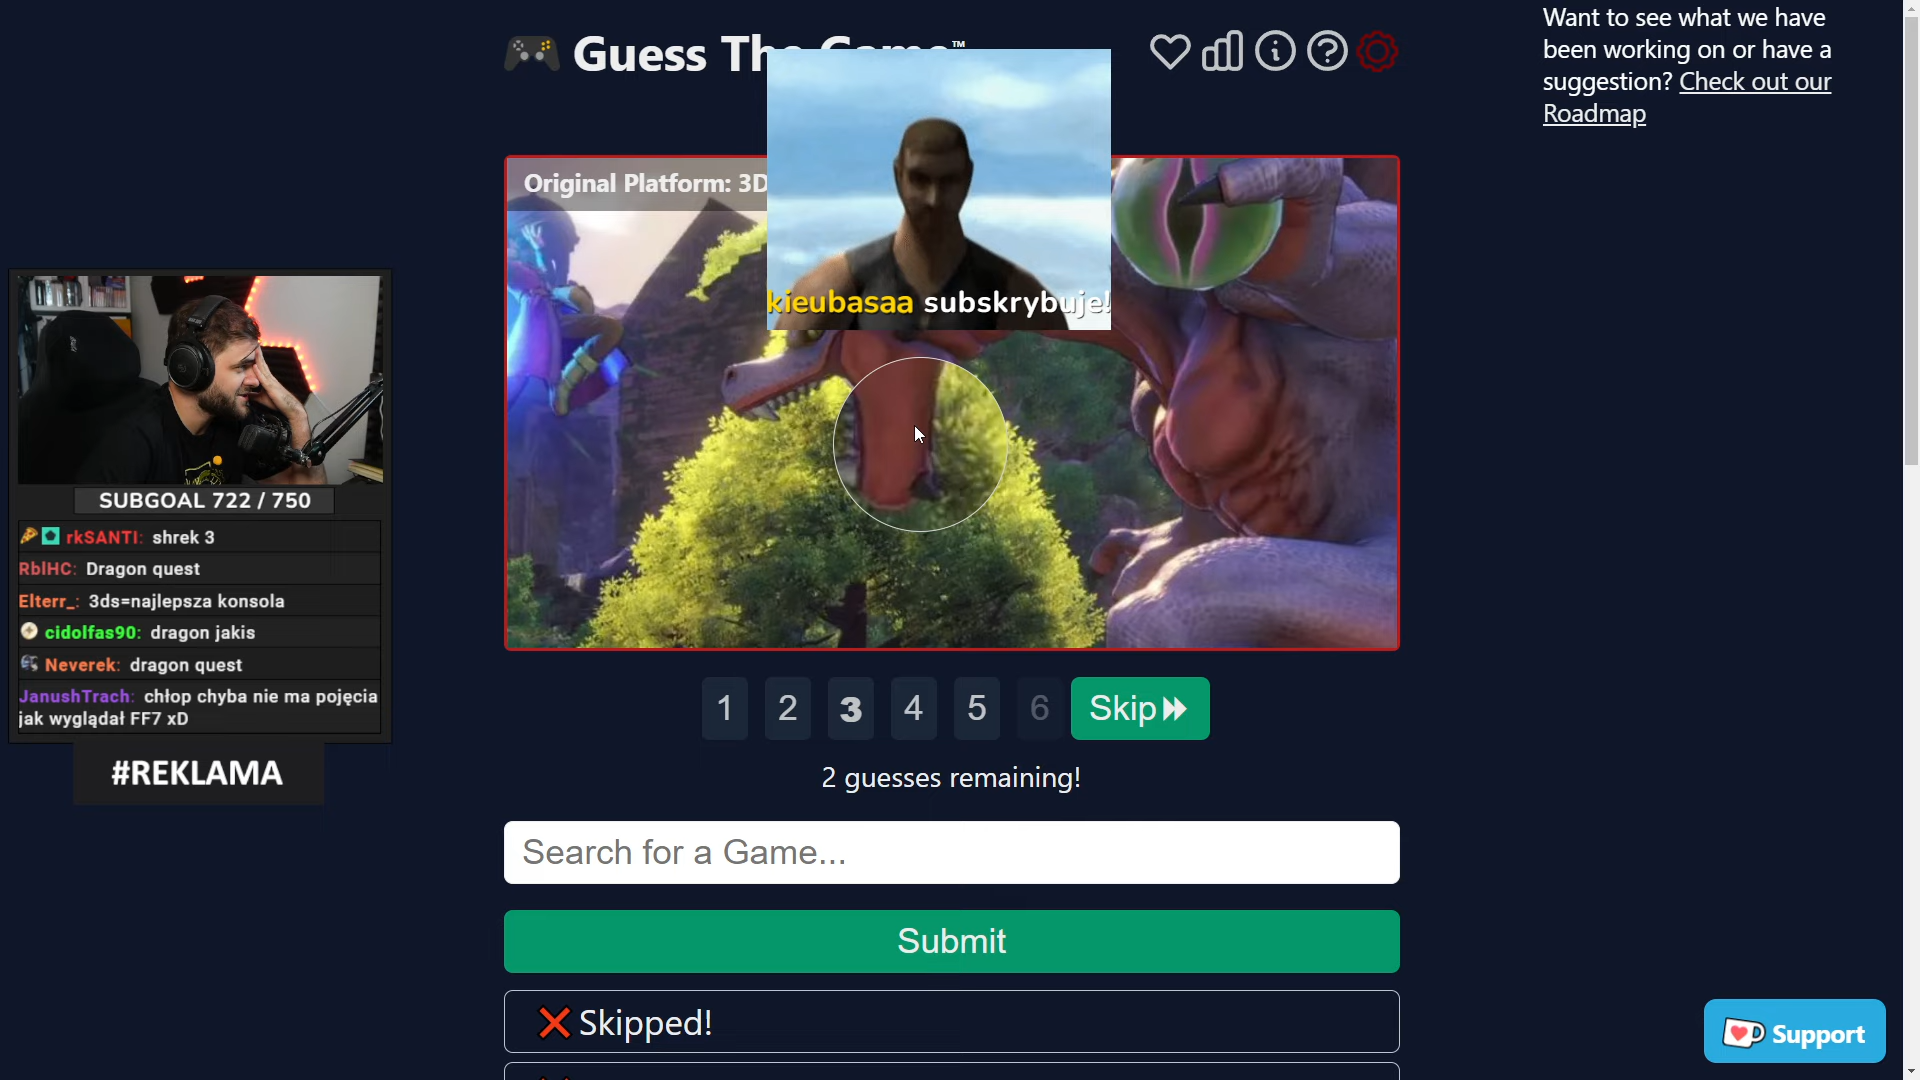 Guess Th
™
Want to see what we have
been working on or have a
suggestion? Check out our
Roadmap
Original Platform: 3D
kieubasaa subskrybuje!
SUBGOAL 722 / 750
rkSANTI: shrek 3
RblHC: Dragon quest
Elterr_: 3ds=najlepsza konsola
cidolfas90: dragon jakis
Neverek: dragon quest
JanushTrach: chłop chyba nie ma pojęcia
jak wyglądał FF7 xD
#REKLAMA
1 2 3 4 5 6 Skip
2 guesses remaining!
Search for a Game...
Submit
Skipped!
Support